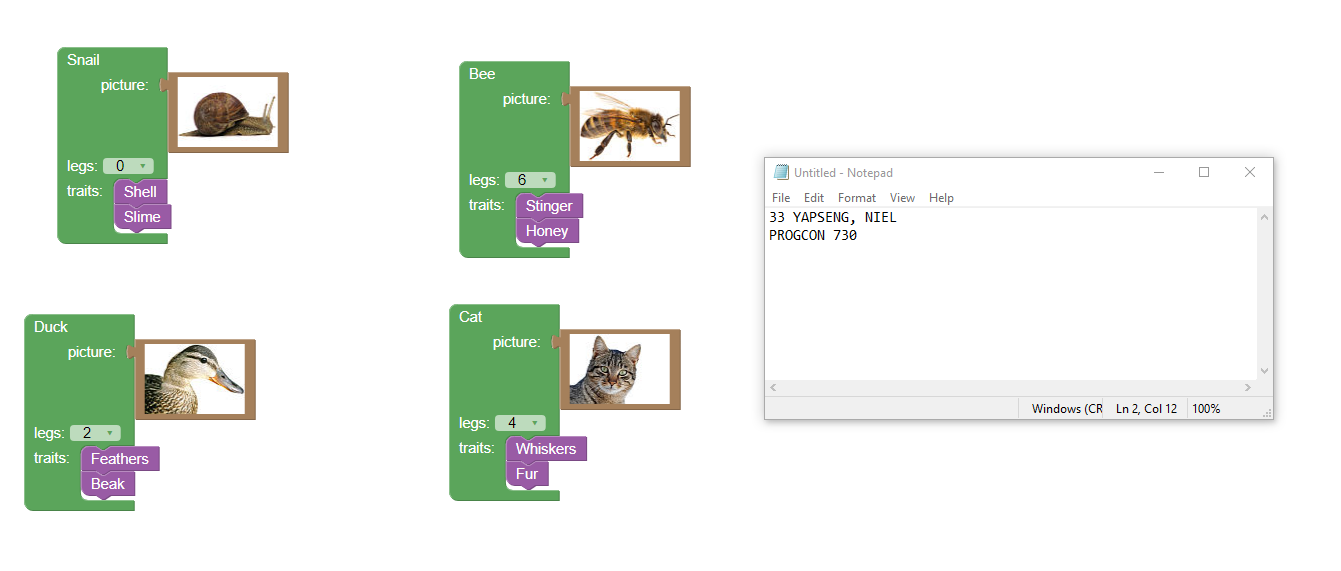 Snail
picture:
legs: 0
traits: Shell
Slime
Bee
picture:
legs: 6
traits: Stinger
Honey
Duck
picture:
legs: 2
traits: Feathers
Beak
Cat
picture:
legs: 4
traits: Whiskers
Fur
Untitled - Notepad
File Edit Format View Help
33 YAPSENG, NIEL
PROGCON 730
Windows (CR Ln 2, Col 12 100%